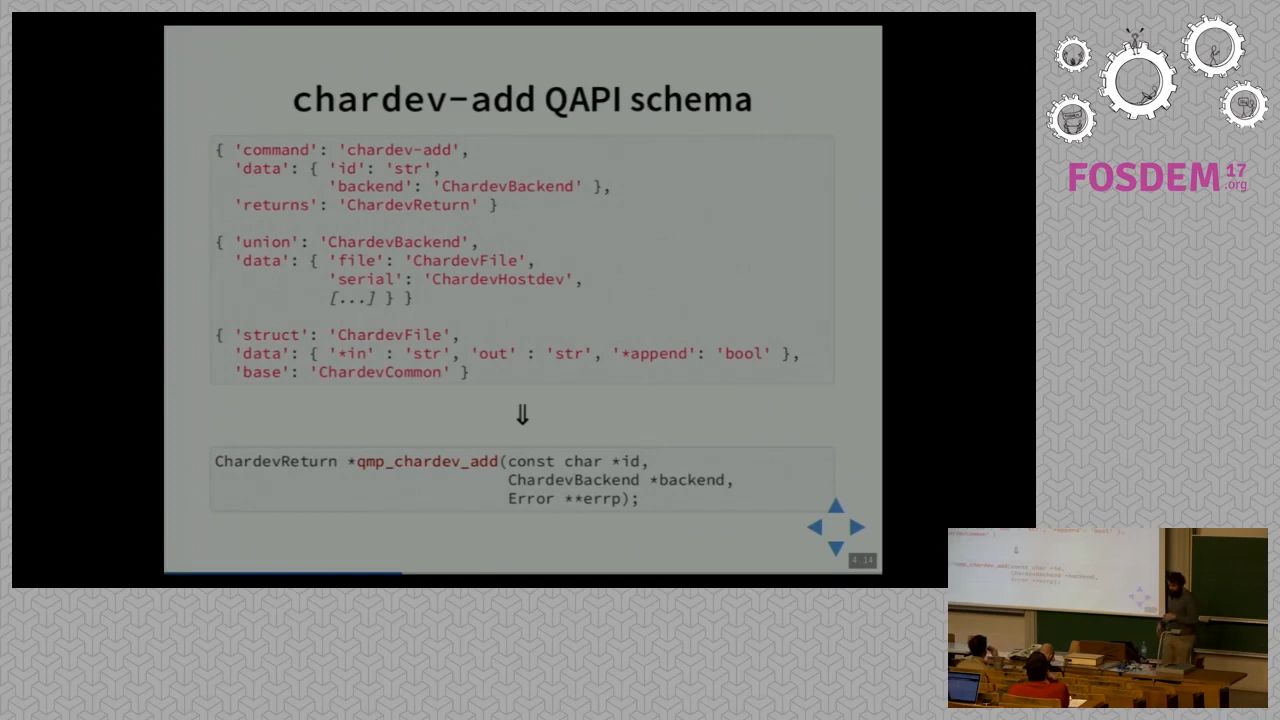 chardev-add QAPI schema
{ 'command': 'chardev-add',
'data': { 'id': 'str',
'backend': 'ChardevBackend' },
'returns': 'ChardevReturn' }
{ 'union': 'ChardevBackend',
'data': { 'file': 'ChardevFile',
'serial': 'ChardevHostdev',
[...] } }
{ 'struct': 'ChardevFile',
'data': { '*in' : 'str', 'out' : 'str', '*append': 'bool' },
'base': 'ChardevCommon' }
⇓
ChardevReturn *qmp_chardev_add(const char *id,
ChardevBackend *backend,
Error **errp);
4.14
FOSDEM 17
.org